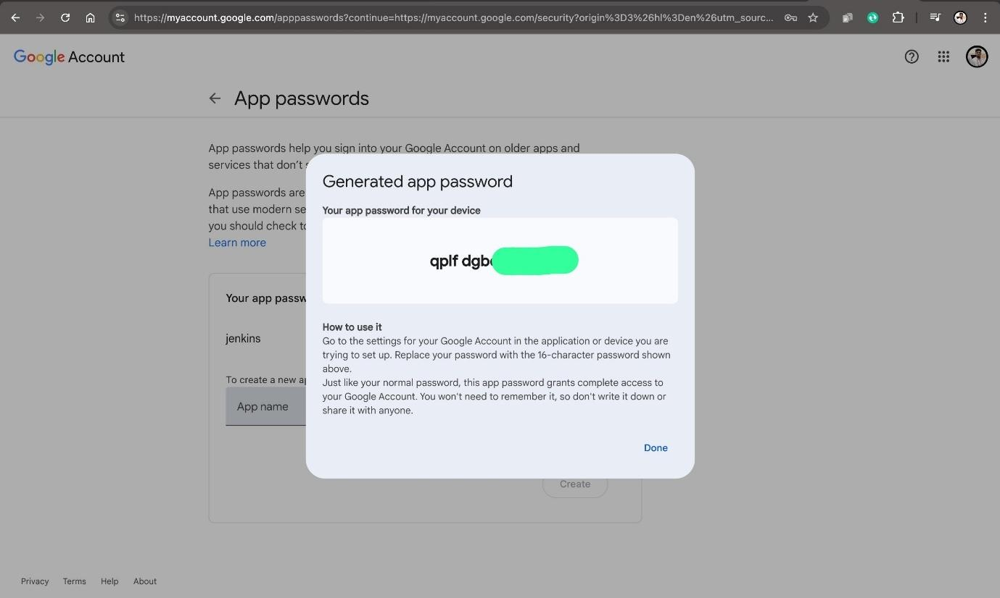 https://myaccount.google.com/apppasswords?continue=https://myaccount.google.com/security?origin%3D3%26hl%3Den%26utm_sourc...
Google Account
App passwords
App passwords help you sign into your Google Account on older apps and
services that don't
App passwords are
that use modern se
you should check to
Learn more
Generated app password
Your app password for your device
qplf dgb
How to use it
Go to the settings for your Google Account in the application or device you are
trying to set up. Replace your password with the 16-character password shown
above.
Just like your normal password, this app password grants complete access to
your Google Account. You won't need to remember it, so don't write it down or
share it with anyone.
Done
Your app passw
jenkins
To create a new ap
App name
Create
Privacy Terms Help About